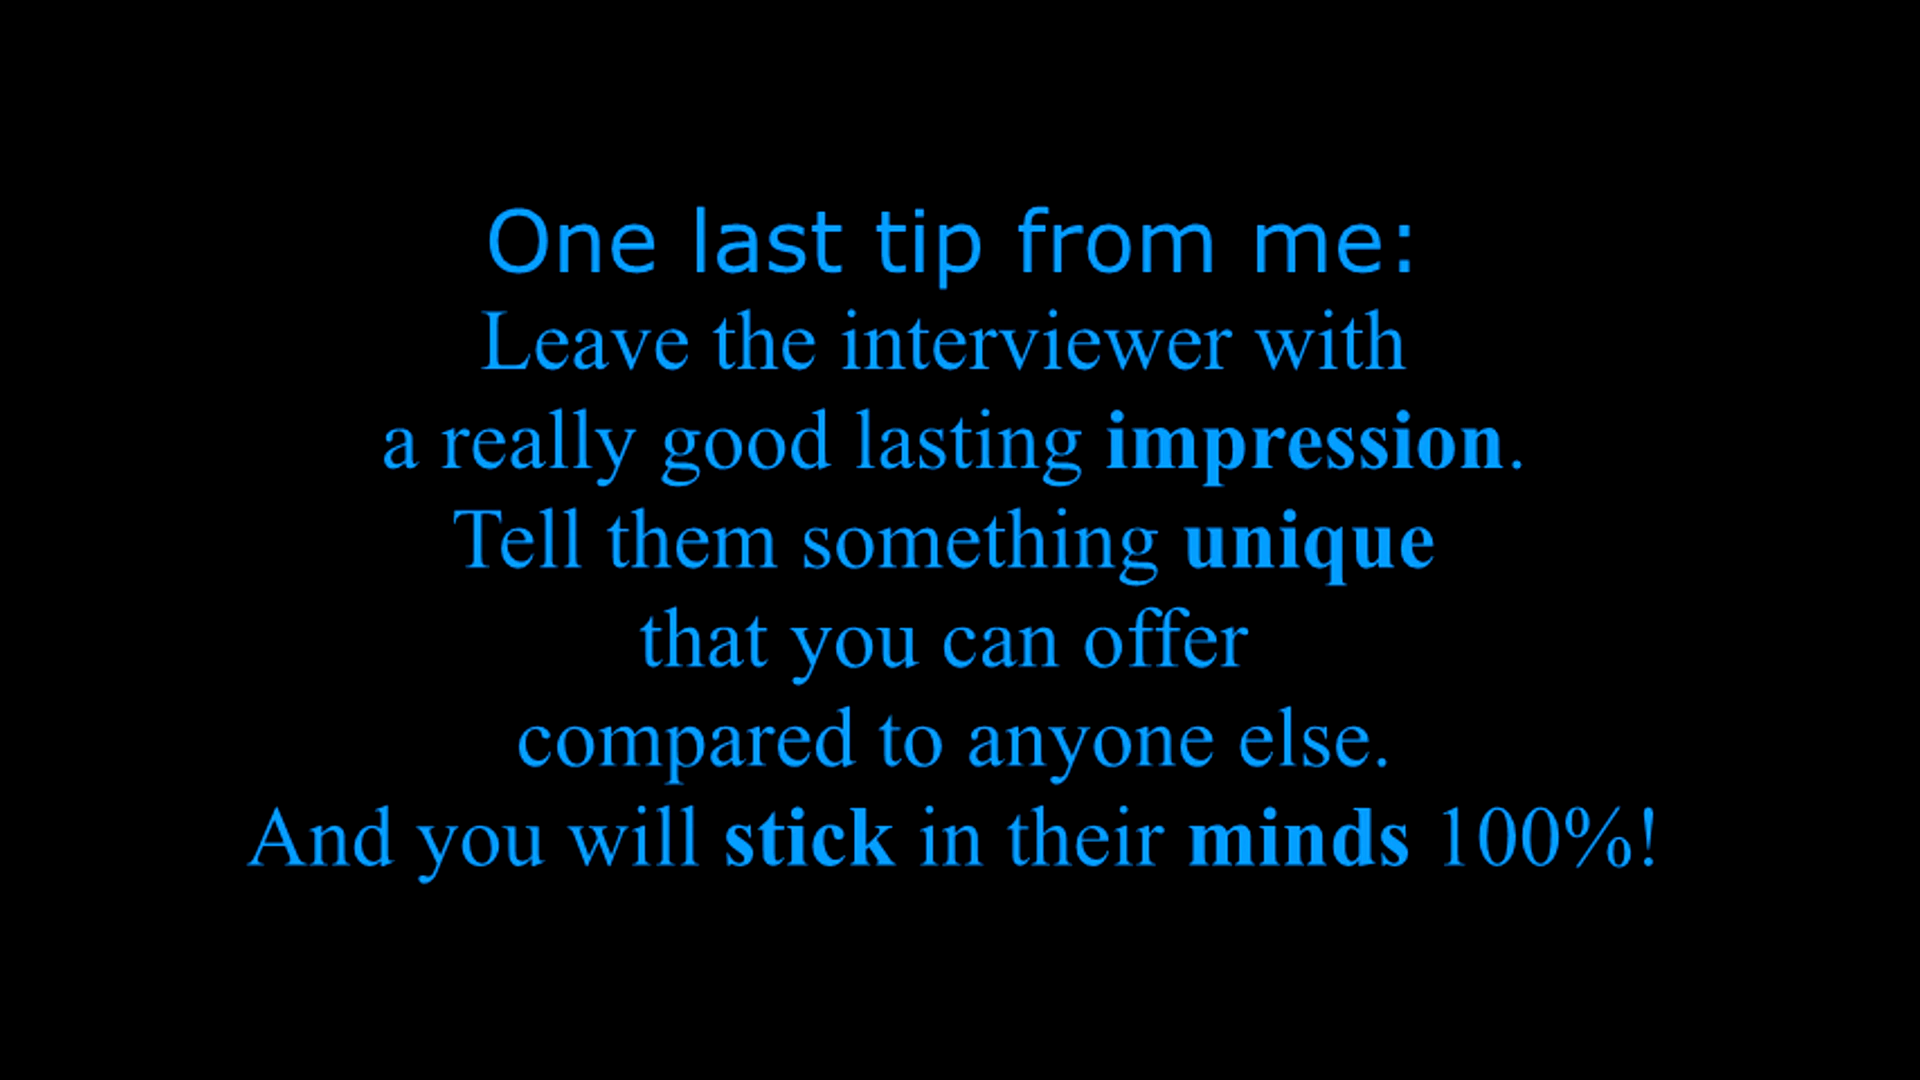 One last tip from me:
Leave the interviewer with
a really good lasting impression.
Tell them something unique
that you can offer
compared to anyone else.
And you will stick in their minds 100%!